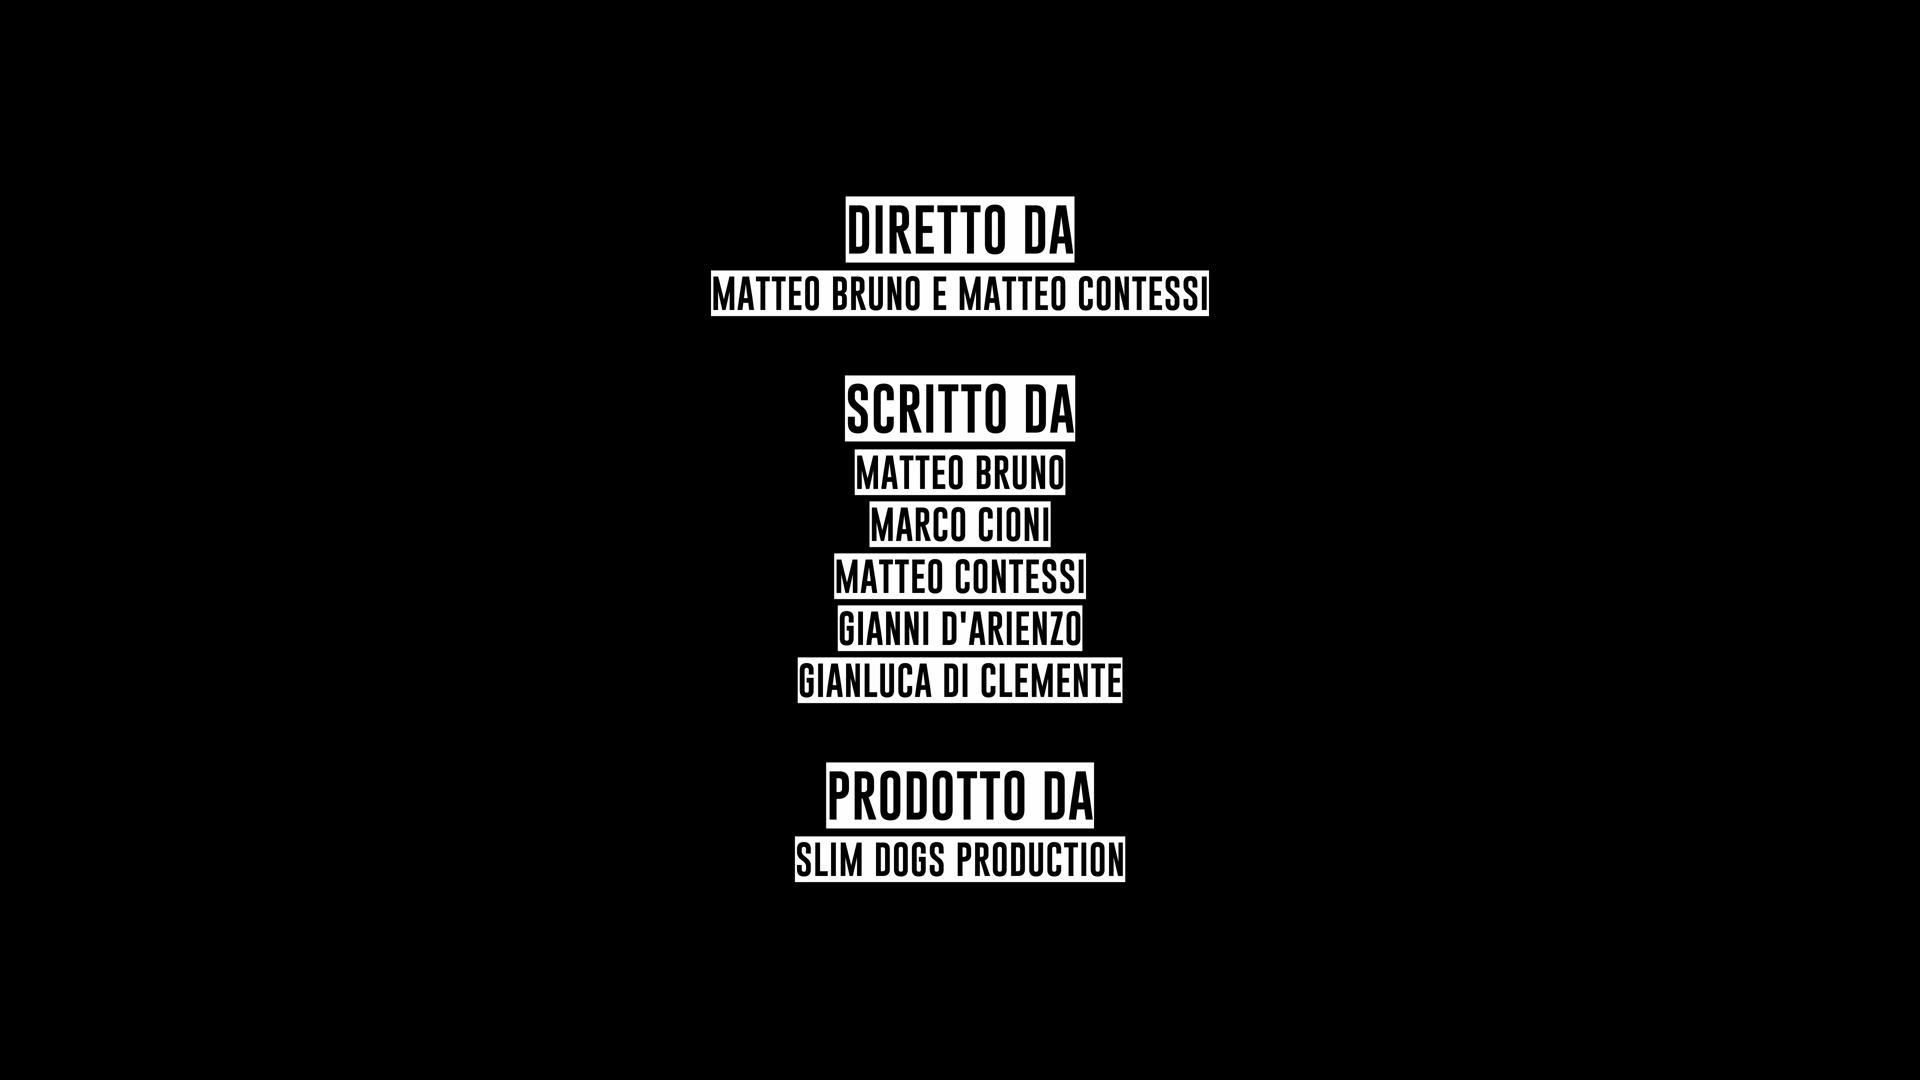 DIRETTO DA
MATTEO BRUNO E MATTEO CONTESSI
SCRITTO DA
MATTEO BRUNO
MARCO CIONI
MATTEO CONTESSI
GIANNI D'ARIENZO
GIANLUCA DI CLEMENTE
PRODOTTO DA
SLIM DOGS PRODUCTION